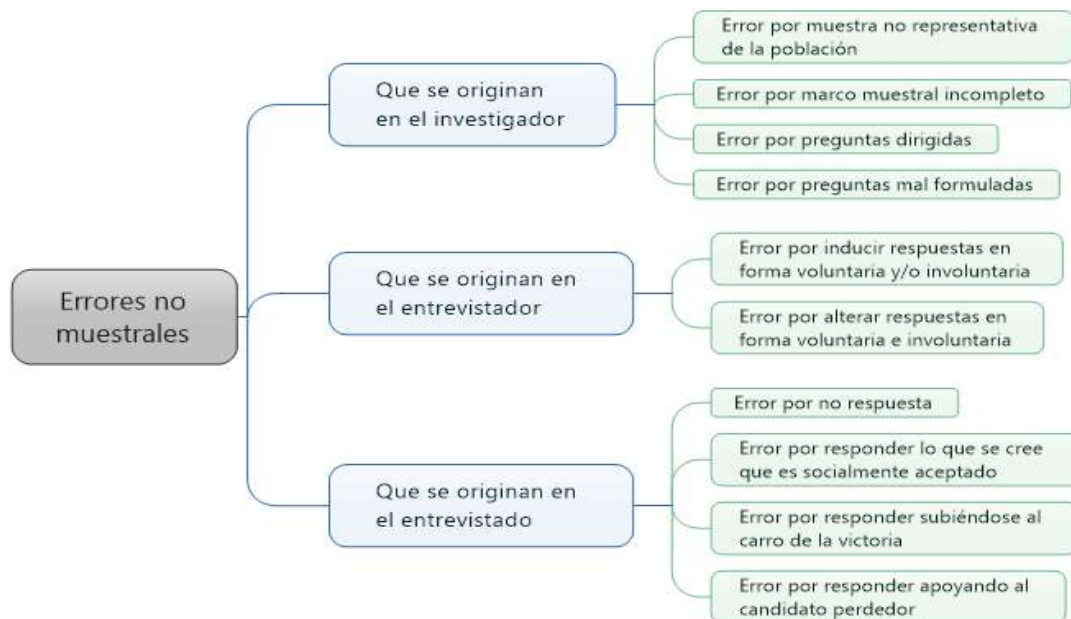 Errores no
muestrales
Que se originan
en el investigador
Error por muestra no representativa
de la población
Error por marco muestral incompleto
Error por preguntas dirigidas
Error por preguntas mal formuladas
Que se originan en
el entrevistador
Error por inducir respuestas en
forma voluntaria y/o involuntaria
Error por alterar respuestas en
forma voluntaria e involuntaria
Que se originan en
el entrevistado
Error por no respuesta
Error por responder lo que se cree
que es socialmente aceptado
Error por responder subiéndose al
carro de la victoria
Error por responder apoyando al
candidato perdedor